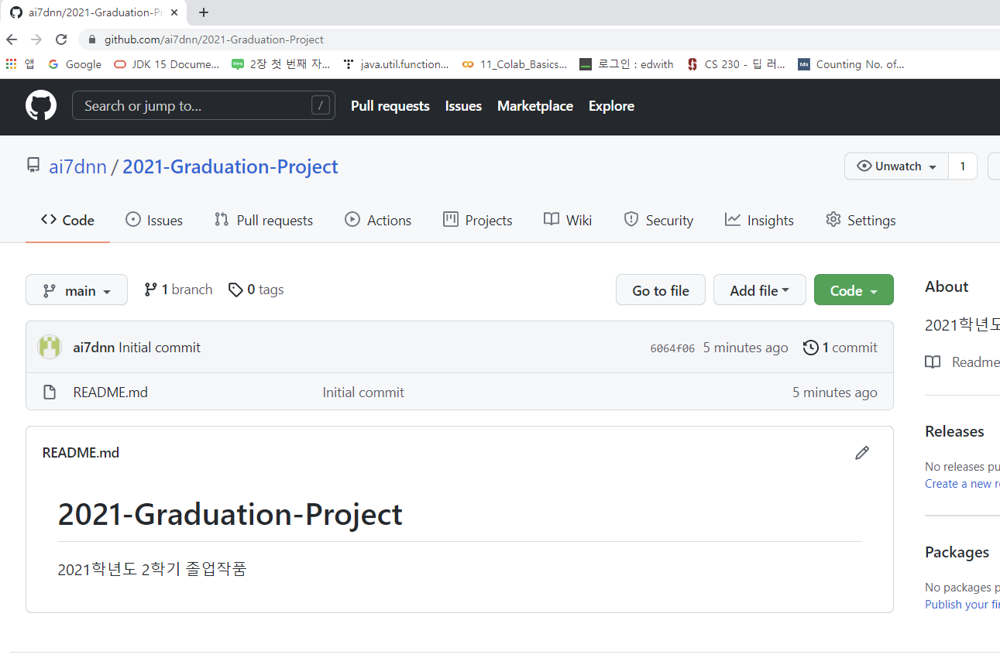 ai7dnn/2021-Graduation-Pr
github.com/ai7dnn/2021-Graduation-Project
앱 Google JDK 15 Docume... blog 2장 첫 번째 자... java.util.function... 11_Colab_Basics... 로그인 : edwith CS 230 - 딥 러... tds Counting No. of...
Search or jump to... / Pull requests Issues Marketplace Explore
ai7dnn / 2021-Graduation-Project Unwatch 1
Code Issues Pull requests Actions Projects Wiki Security Insights Settings
main 1 branch 0 tags Go to file Add file Code
ai7dnn Initial commit 6064f06 5 minutes ago 1 commit
README.md Initial commit 5 minutes ago
README.md
2021-Graduation-Project
2021학년도 2학기 졸업작품
About
2021학년도
Readme
Releases
No releases pu
Create a new r
Packages
No packages p
Publish your fir